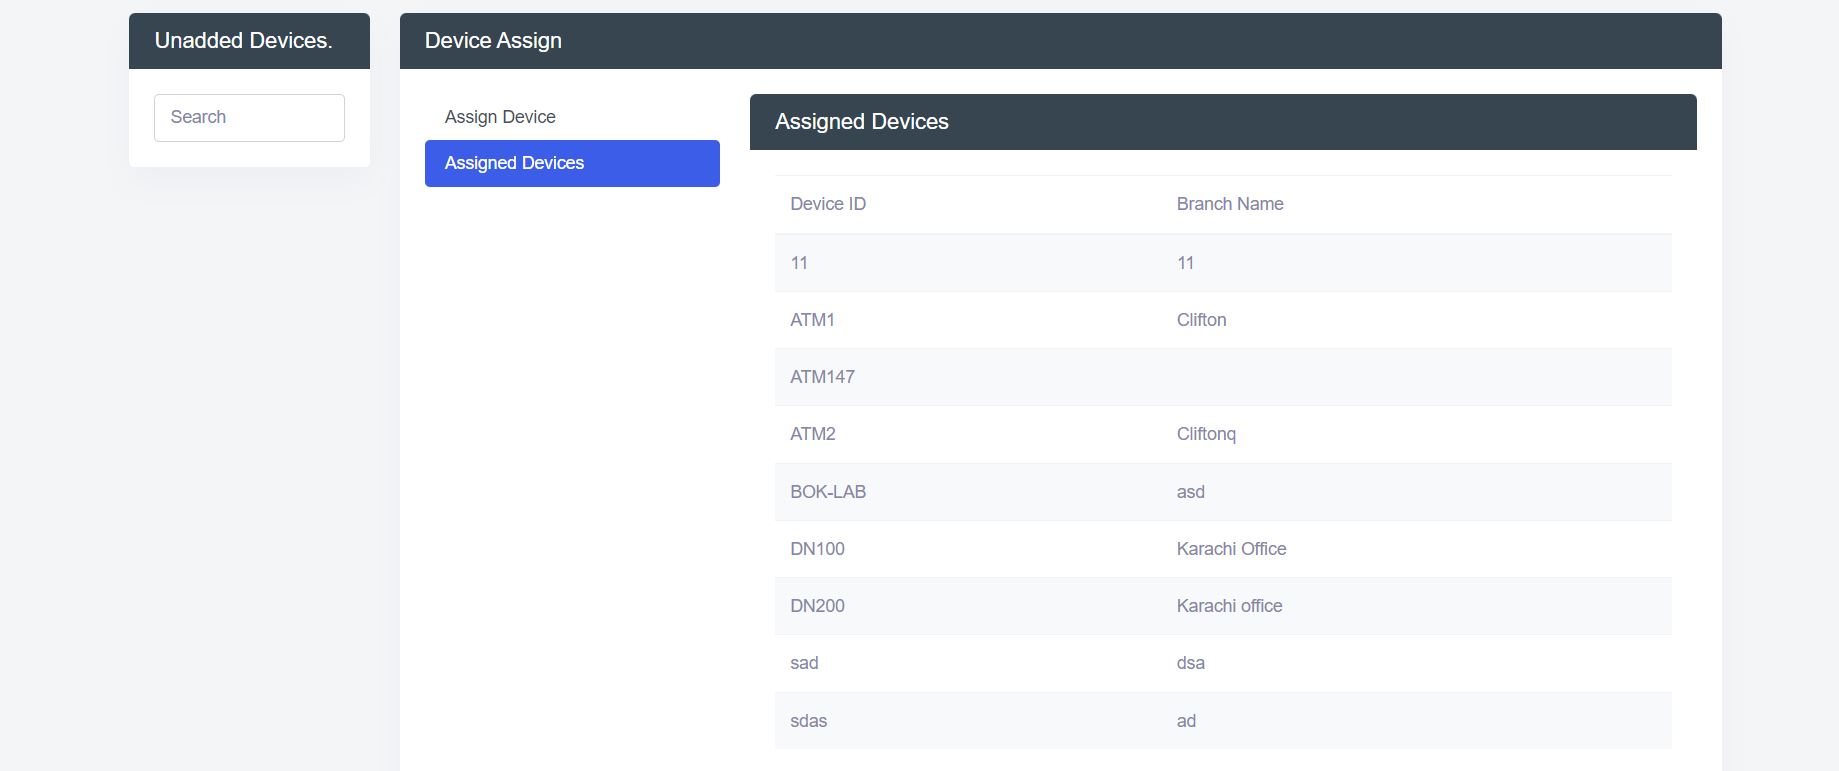 Unadded Devices.
Search
Device Assign
Assign Device
Assigned Devices
Assigned Devices
Device ID Branch Name
11 11
ATM1 Clifton
ATM147
ATM2 Cliftonq
BOK-LAB asd
DN100 Karachi Office
DN200 Karachi office
sad dsa
sdas ad